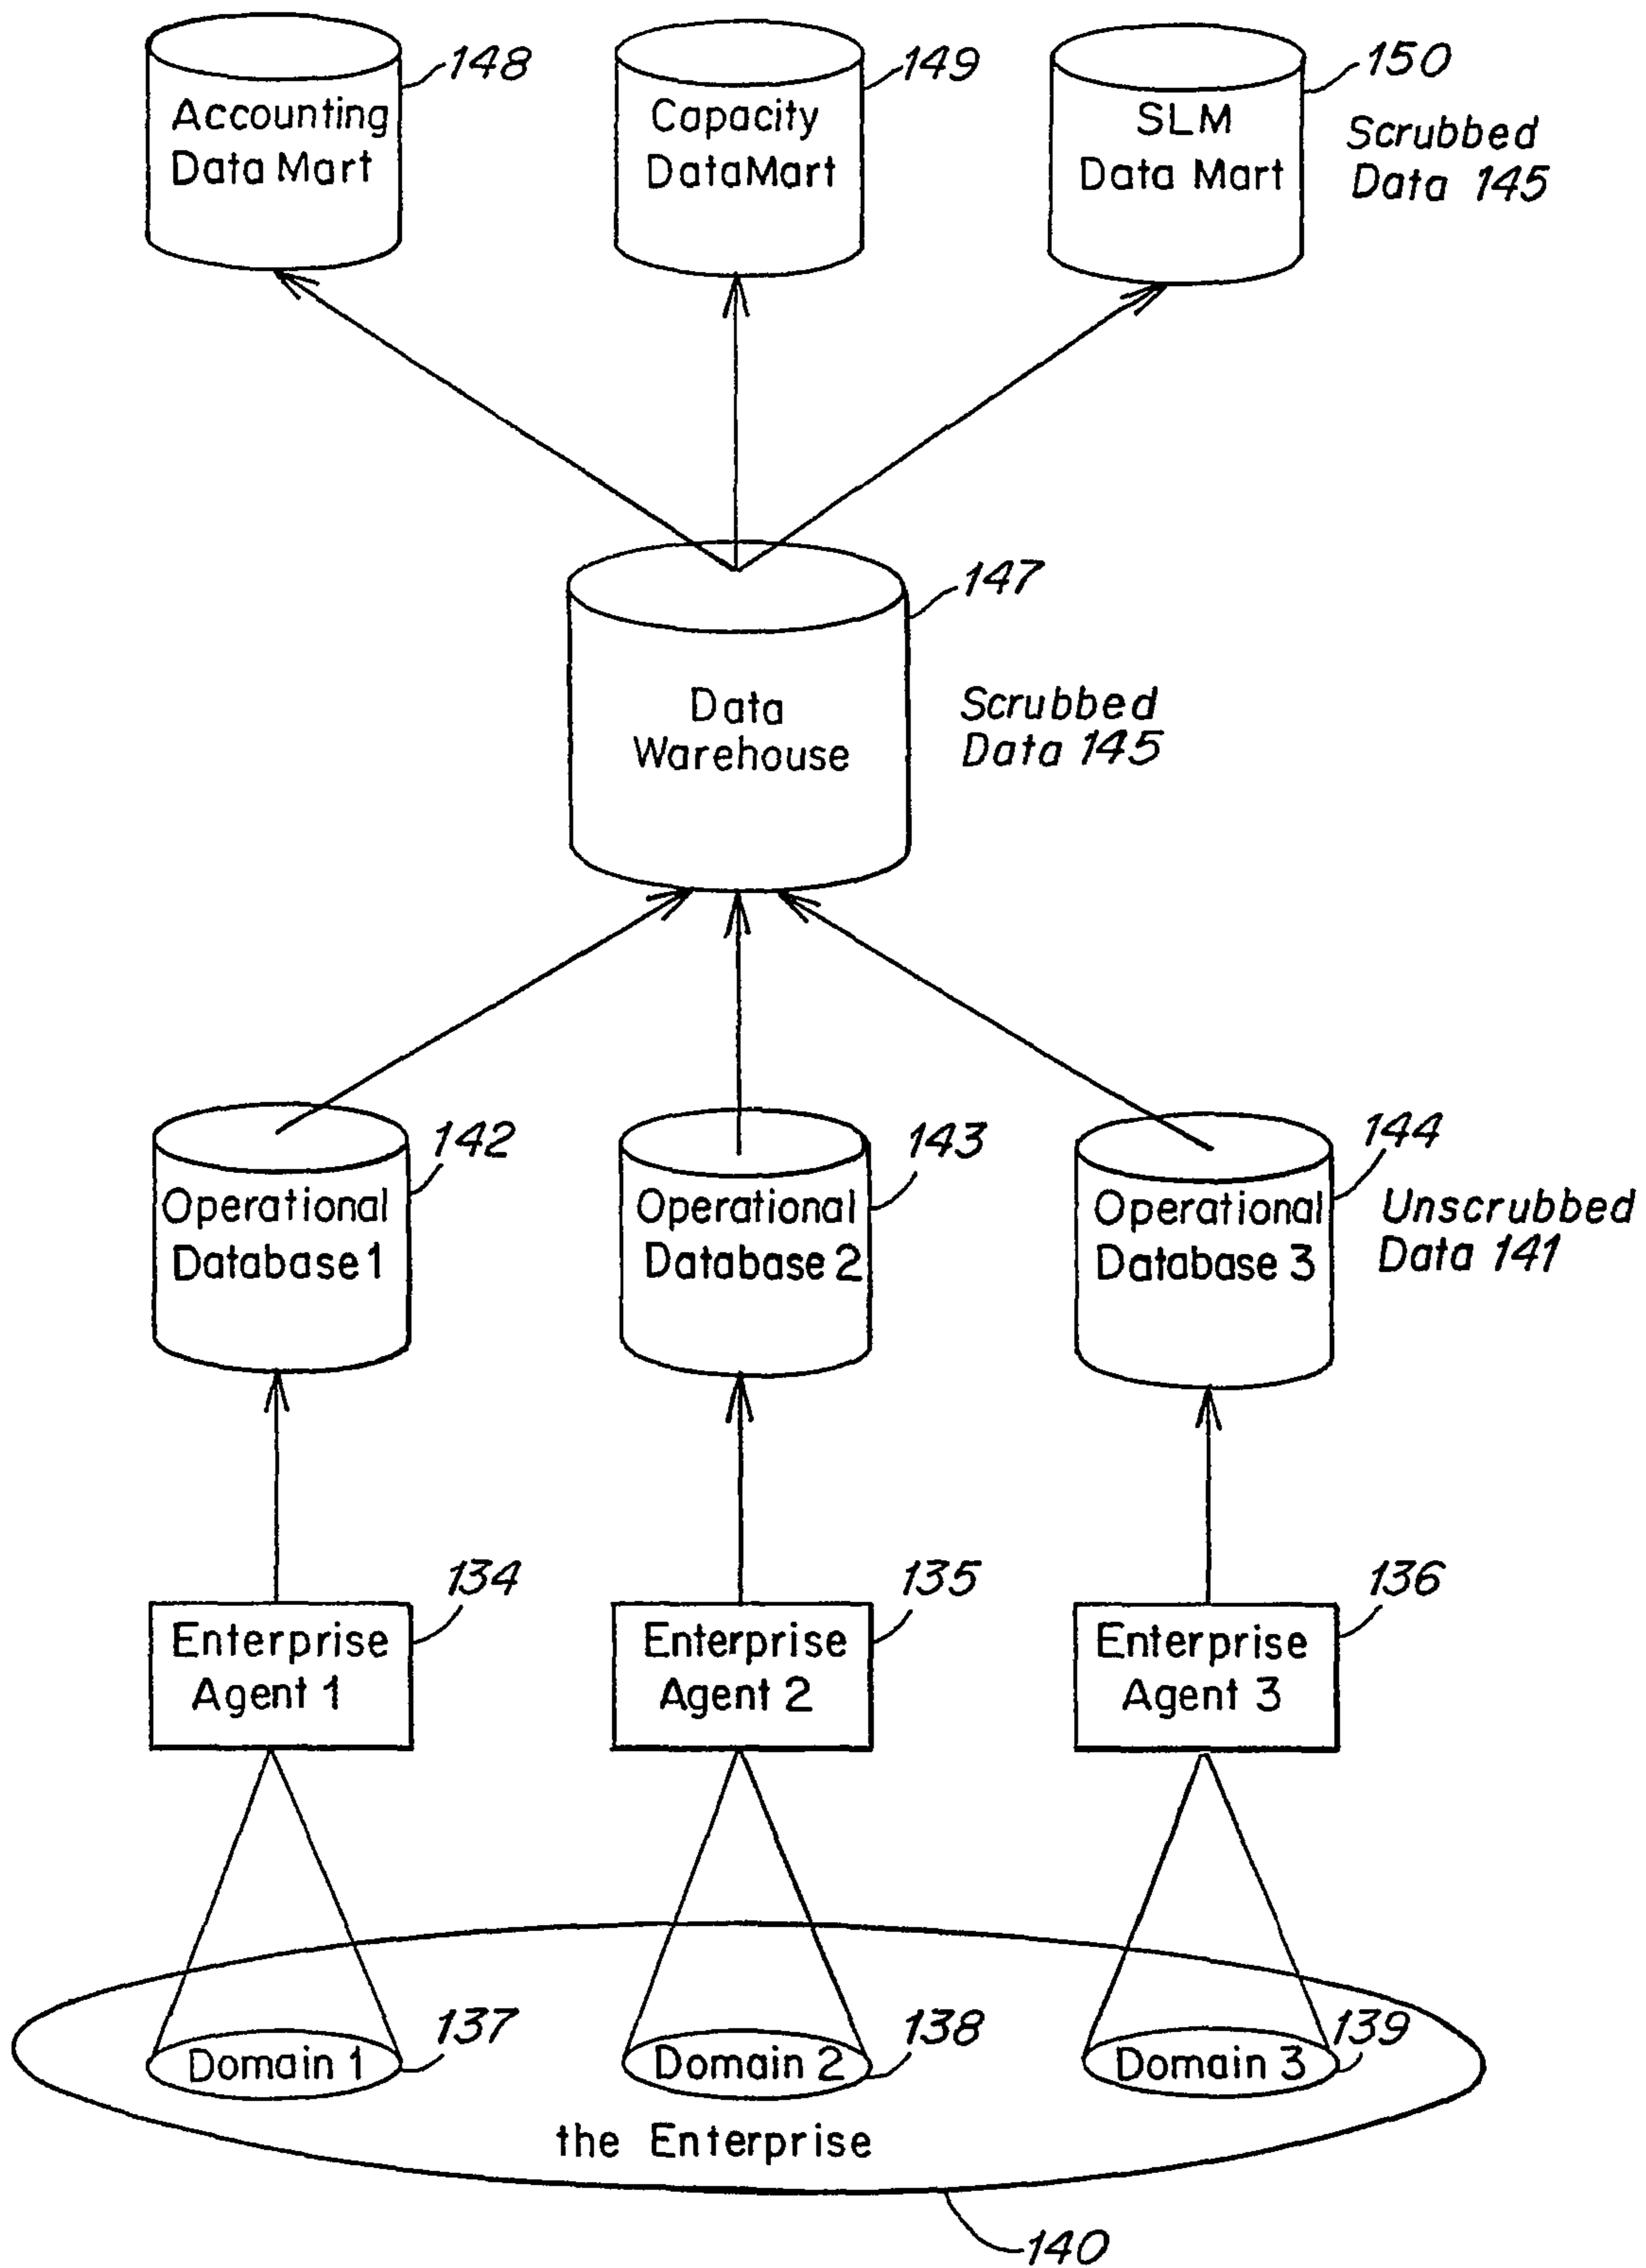 148
149
150
Accounting
Data Mart
Capacity
DataMart
SLM
Data Mart
Scrubbed
Data 145
147
Data
Warehouse
Scrubbed
Data 145
142
143
144
Operational
Database 1
Operational
Database 2
Operational
Database 3
Unscrubbed
Data 141
134
135
136
Enterprise
Agent 1
Enterprise
Agent 2
Enterprise
Agent 3
137
138
139
Domain 1
Domain 2
Domain 3
the Enterprise
140